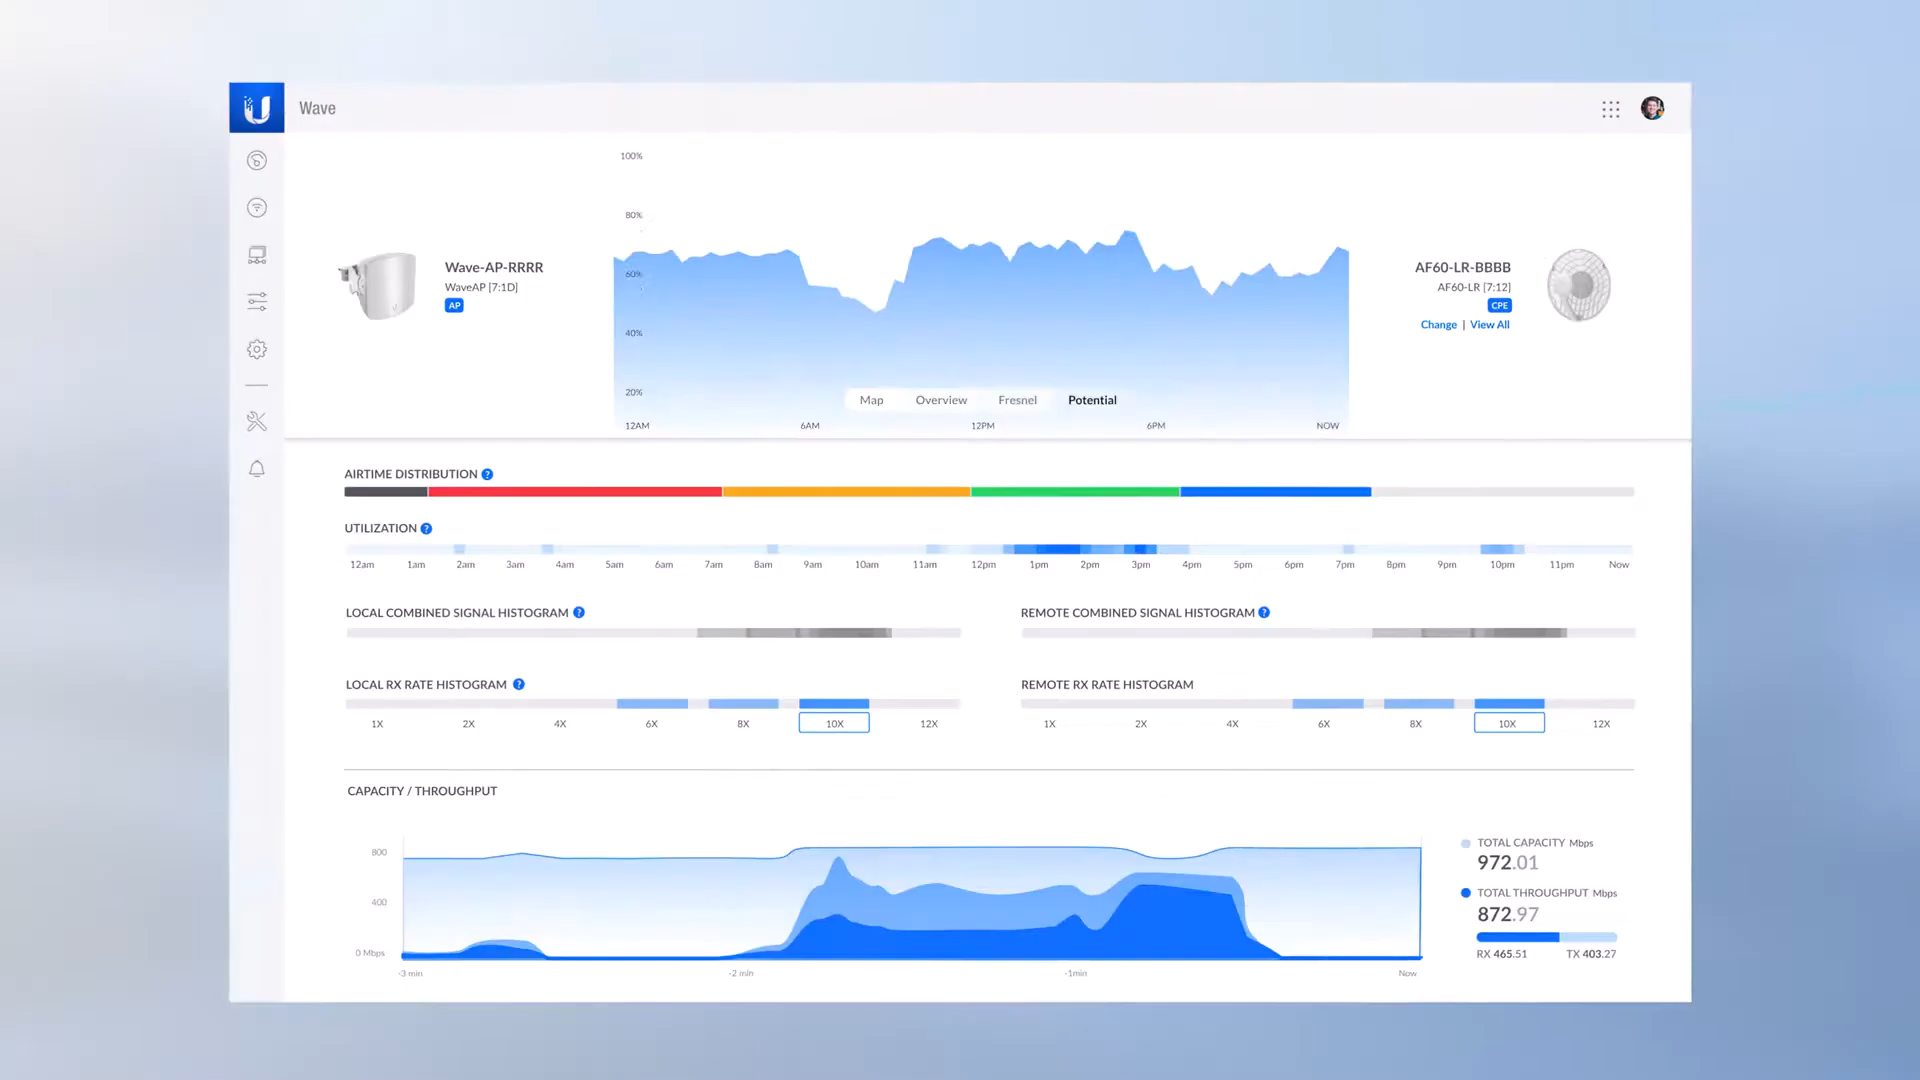 Wave
100%
80%
60%
40%
20%
12AM 6AM 12PM 6PM NOW
Wave-AP-RRRR
WaveAP [7:1D]
AP
AF60-LR-BBBB
AF60-LR [7:12]
CPE
Change | View All
Map Overview Fresnel Potential
AIRTIME DISTRIBUTION ?
UTILIZATION ?
12am 1am 2am 3am 4am 5am 6am 7am 8am 9am 10am 11am 12pm 1pm 2pm 3pm 4pm 5pm 6pm 7pm 8pm 9pm 10pm 11pm Now
LOCAL COMBINED SIGNAL HISTOGRAM ?
REMOTE COMBINED SIGNAL HISTOGRAM ?
LOCAL RX RATE HISTOGRAM ?
1X 2X 4X 6X 8X 10X 12X
REMOTE RX RATE HISTOGRAM
1X 2X 4X 6X 8X 10X 12X
CAPACITY / THROUGHPUT
800
400
0 Mbps
-3 min -2 min -1min Now
TOTAL CAPACITY Mbps
972.01
TOTAL THROUGHPUT Mbps
872.97
RX 465.51 TX 403.27